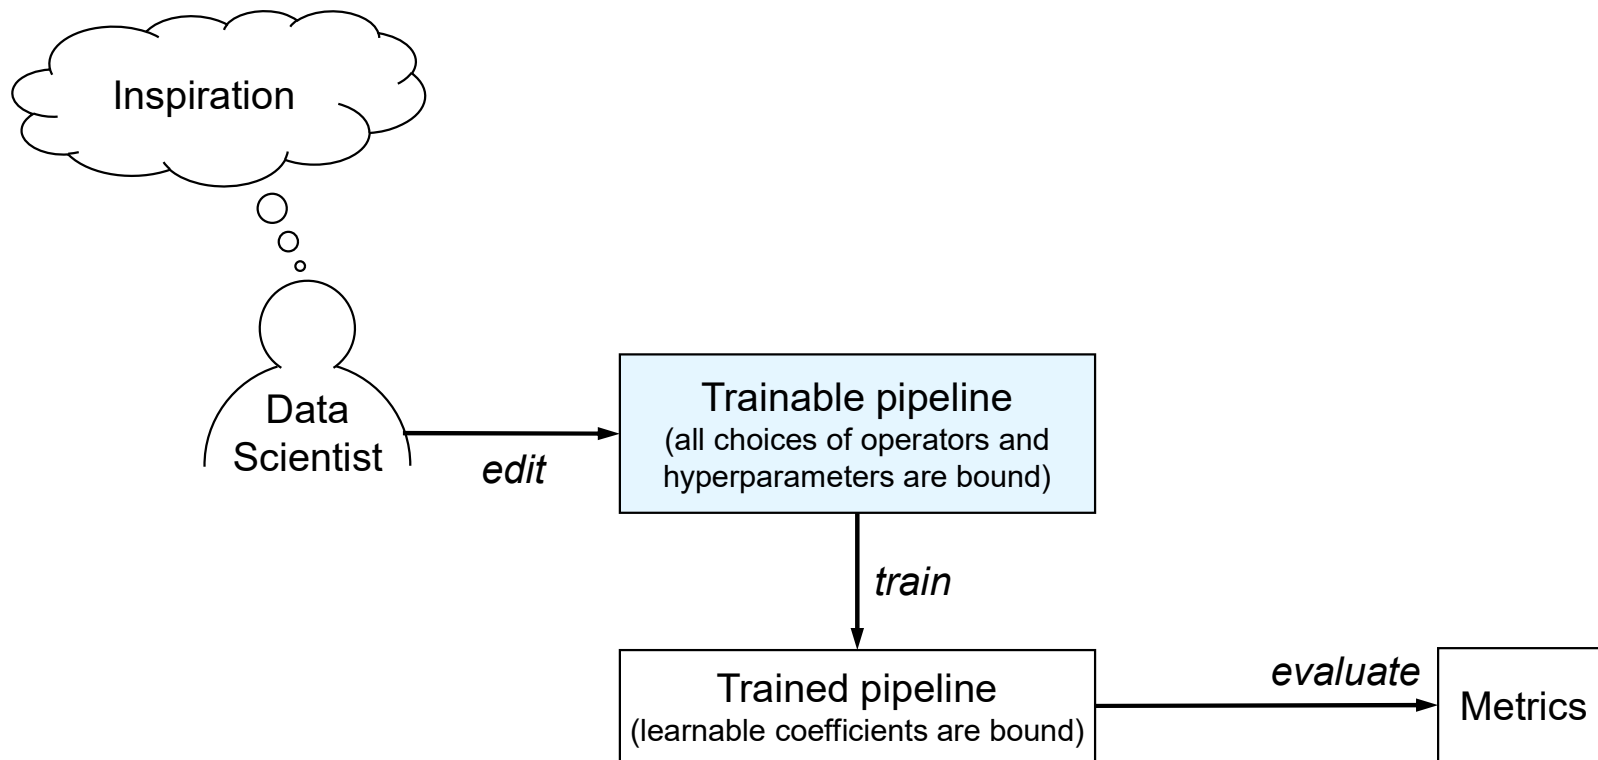 Inspiration
Data
Scientist
edit
Trainable pipeline
(all choices of operators and
hyperparameters are bound)
train
Trained pipeline
(learnable coefficients are bound)
evaluate
Metrics